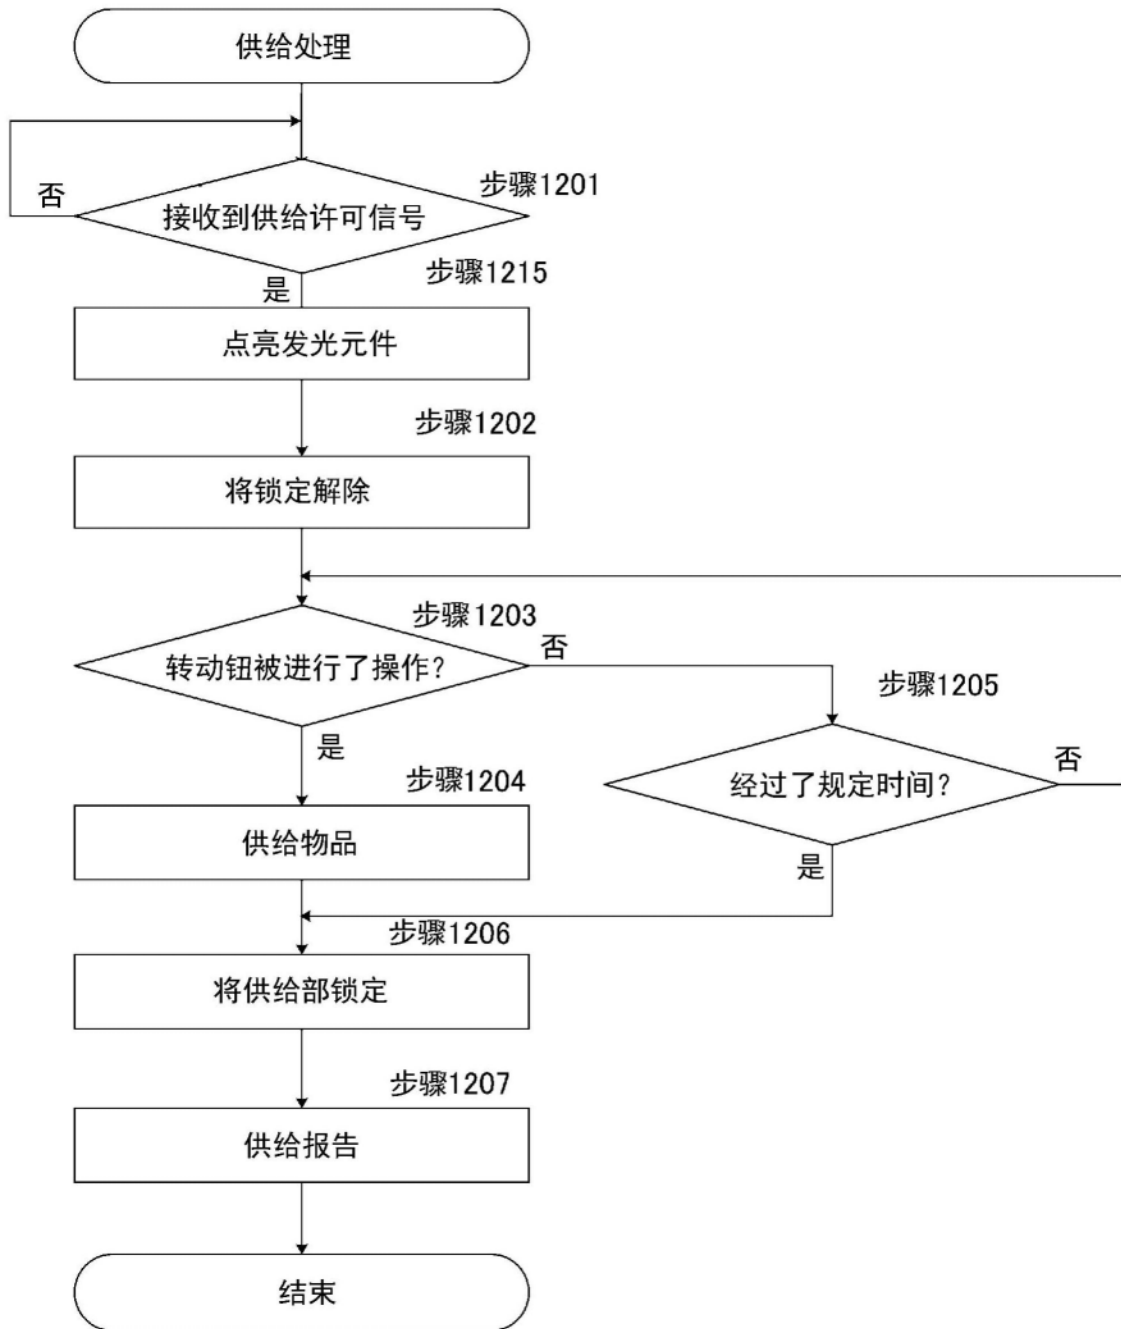 供给处理
步骤1201
否
接收到供给许可信号
步骤1215
是
点亮发光元件
步骤1202
将锁定解除
步骤1203
转动钮被进行了操作?
否
步骤1205
是
经过了规定时间?
否
步骤1204
供给物品
是
步骤1206
将供给部锁定
步骤1207
供给报告
结束